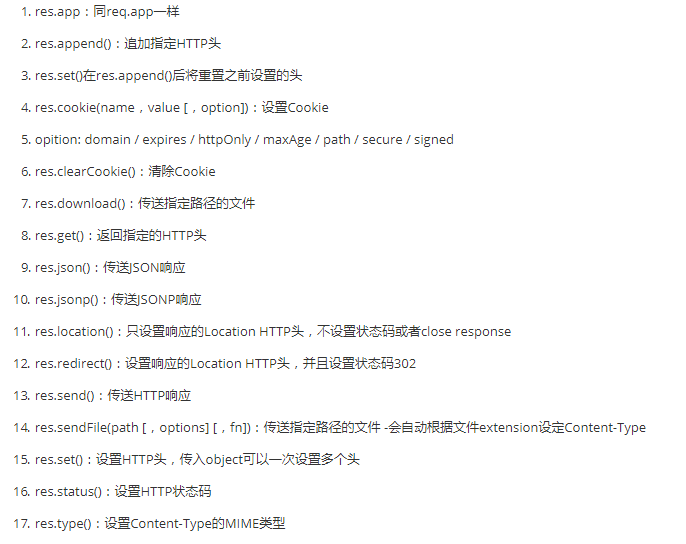 1. res.app：同req.app一样
2. res.append()：追加指定HTTP头
3. res.set()在res.append()后将重置之前设置的头
4. res.cookie(name，value [，option])：设置Cookie
5. opition: domain / expires / httpOnly / maxAge / path / secure / signed
6. res.clearCookie()：清除Cookie
7. res.download()：传送指定路径的文件
8. res.get()：返回指定的HTTP头
9. res.json()：传送JSON响应
10. res.jsonp()：传送JSONP响应
11. res.location()：只设置响应的Location HTTP头，不设置状态码或者close response
12. res.redirect()：设置响应的Location HTTP头，并且设置状态码302
13. res.send()：传送HTTP响应
14. res.sendFile(path [，options] [，fn])：传送指定路径的文件 -会自动根据文件extension设定Content-Type
15. res.set()：设置HTTP头，传入object可以一次设置多个头
16. res.status()：设置HTTP状态码
17. res.type()：设置Content-Type的MIME类型